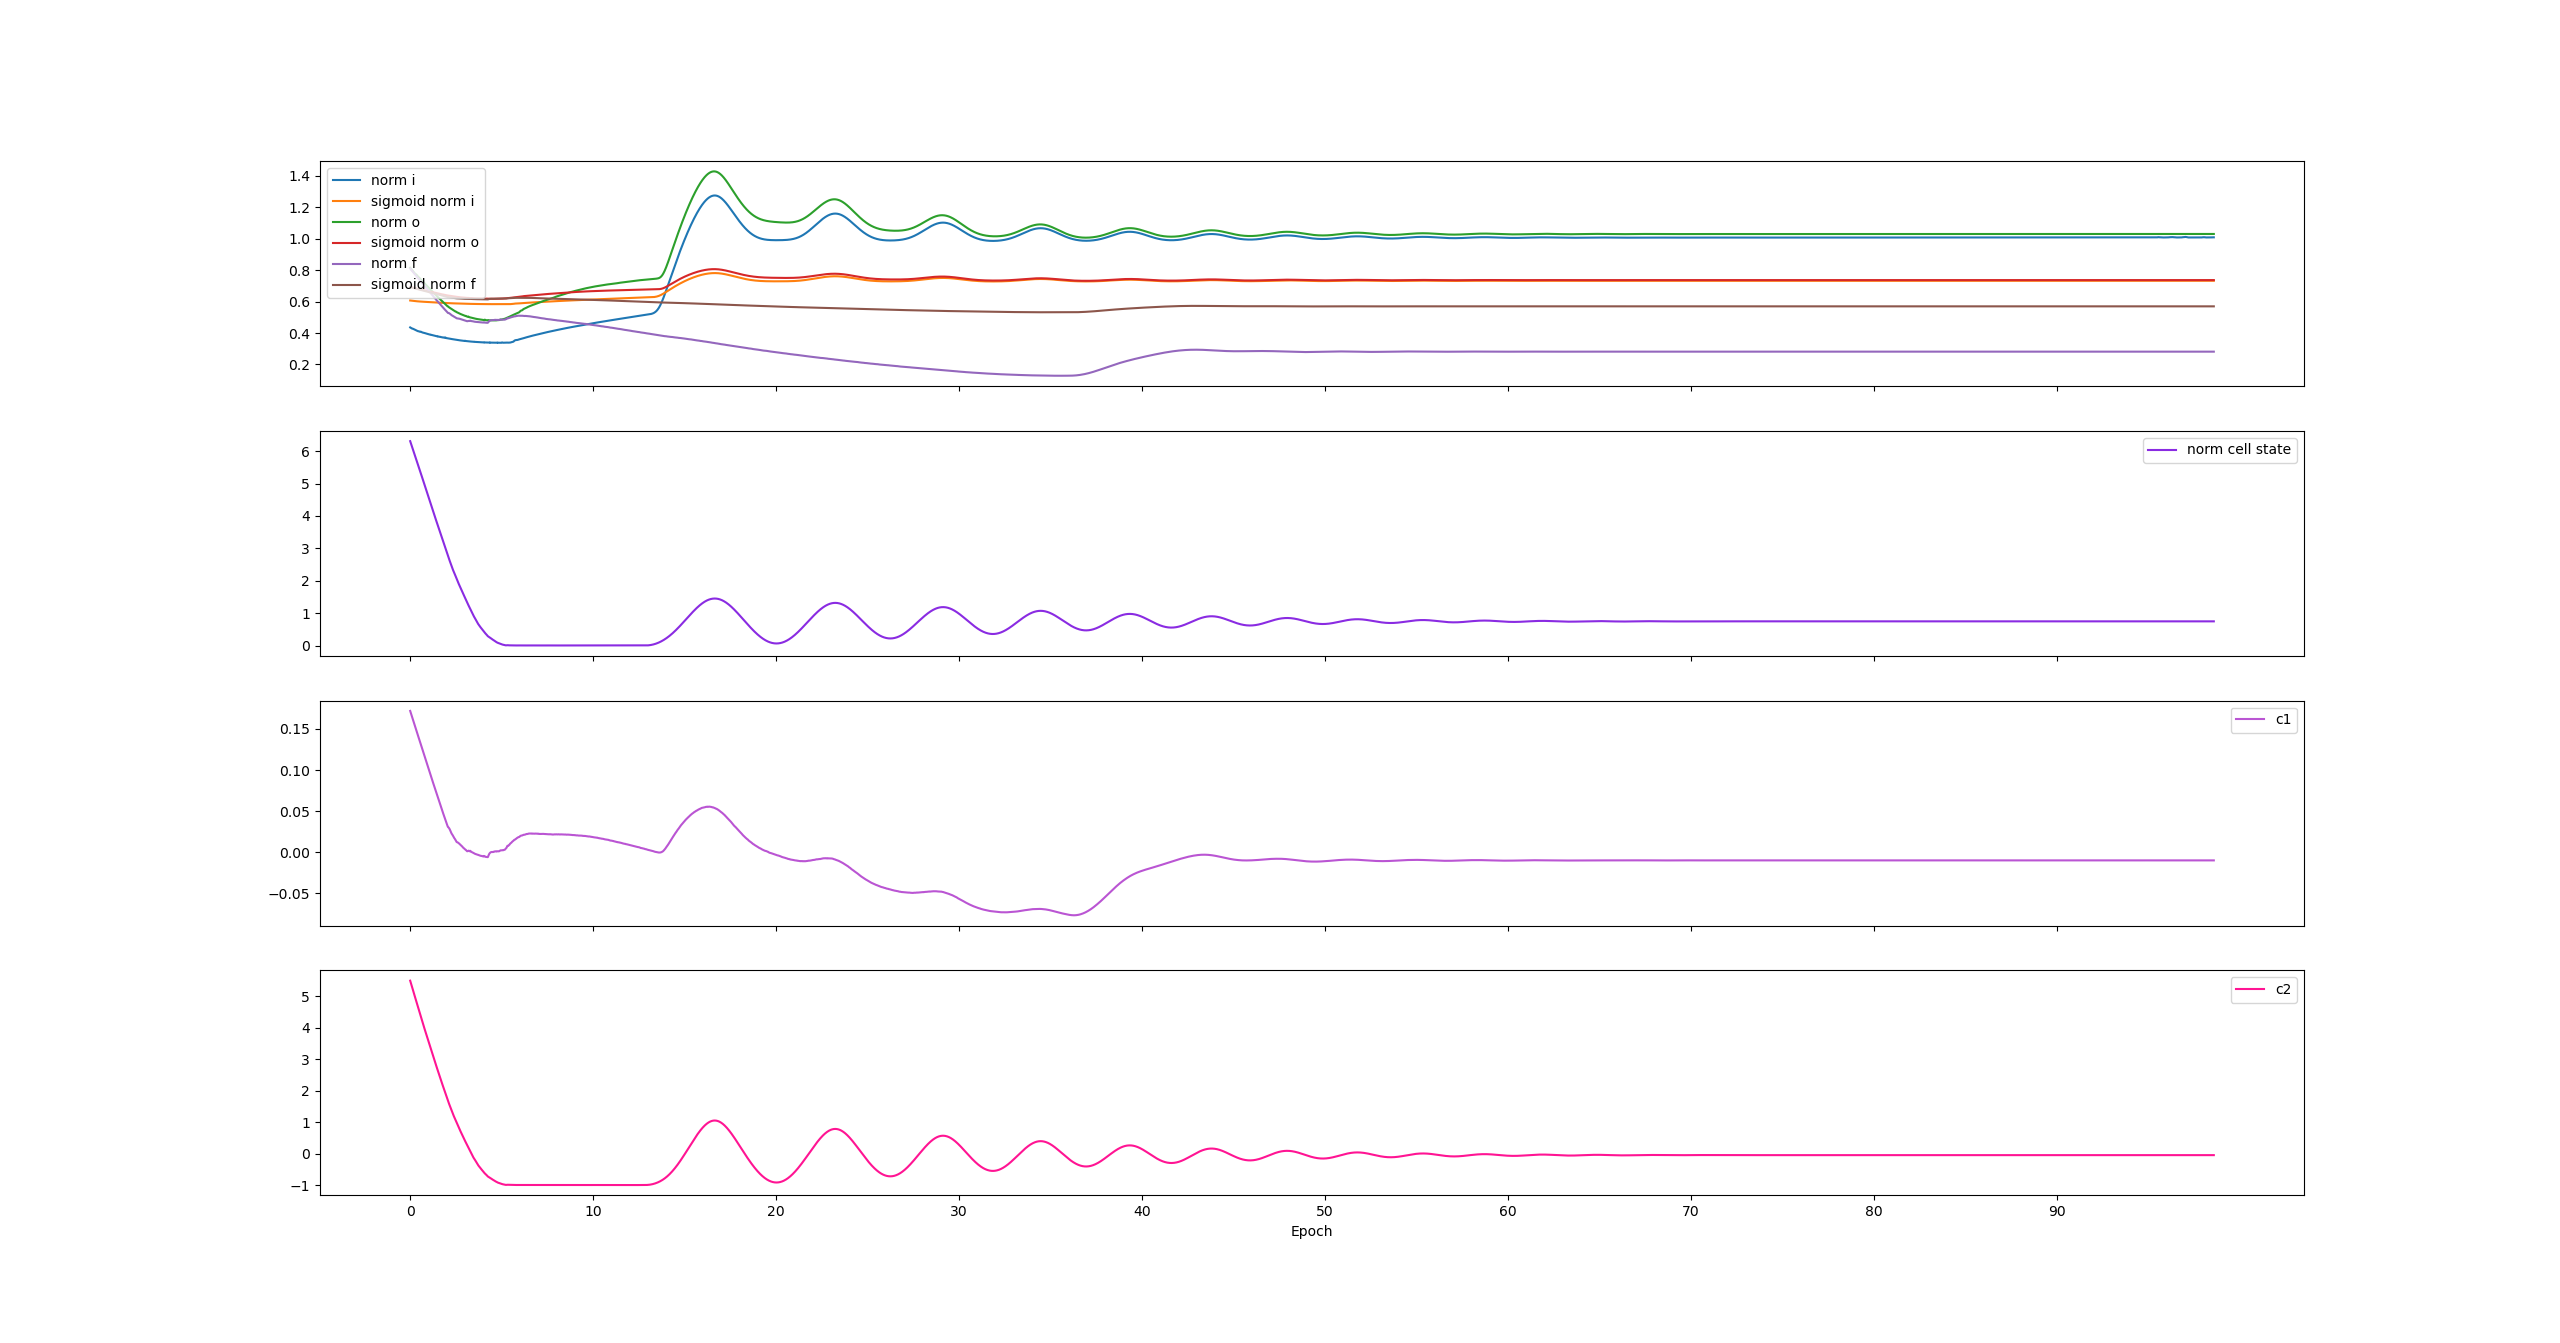 1.4
1.2
1.0
0.8
0.6
0.4
0.2
norm i
sigmoid norm i
norm o
sigmoid norm o
norm f
sigmoid norm f
6
5
4
3
2
1
0
norm cell state
0.15
0.10
0.05
0.00
−0.05
c1
5
4
3
2
1
0
−1
c2
0 10 20 30 40 50 60 70 80 90
Epoch